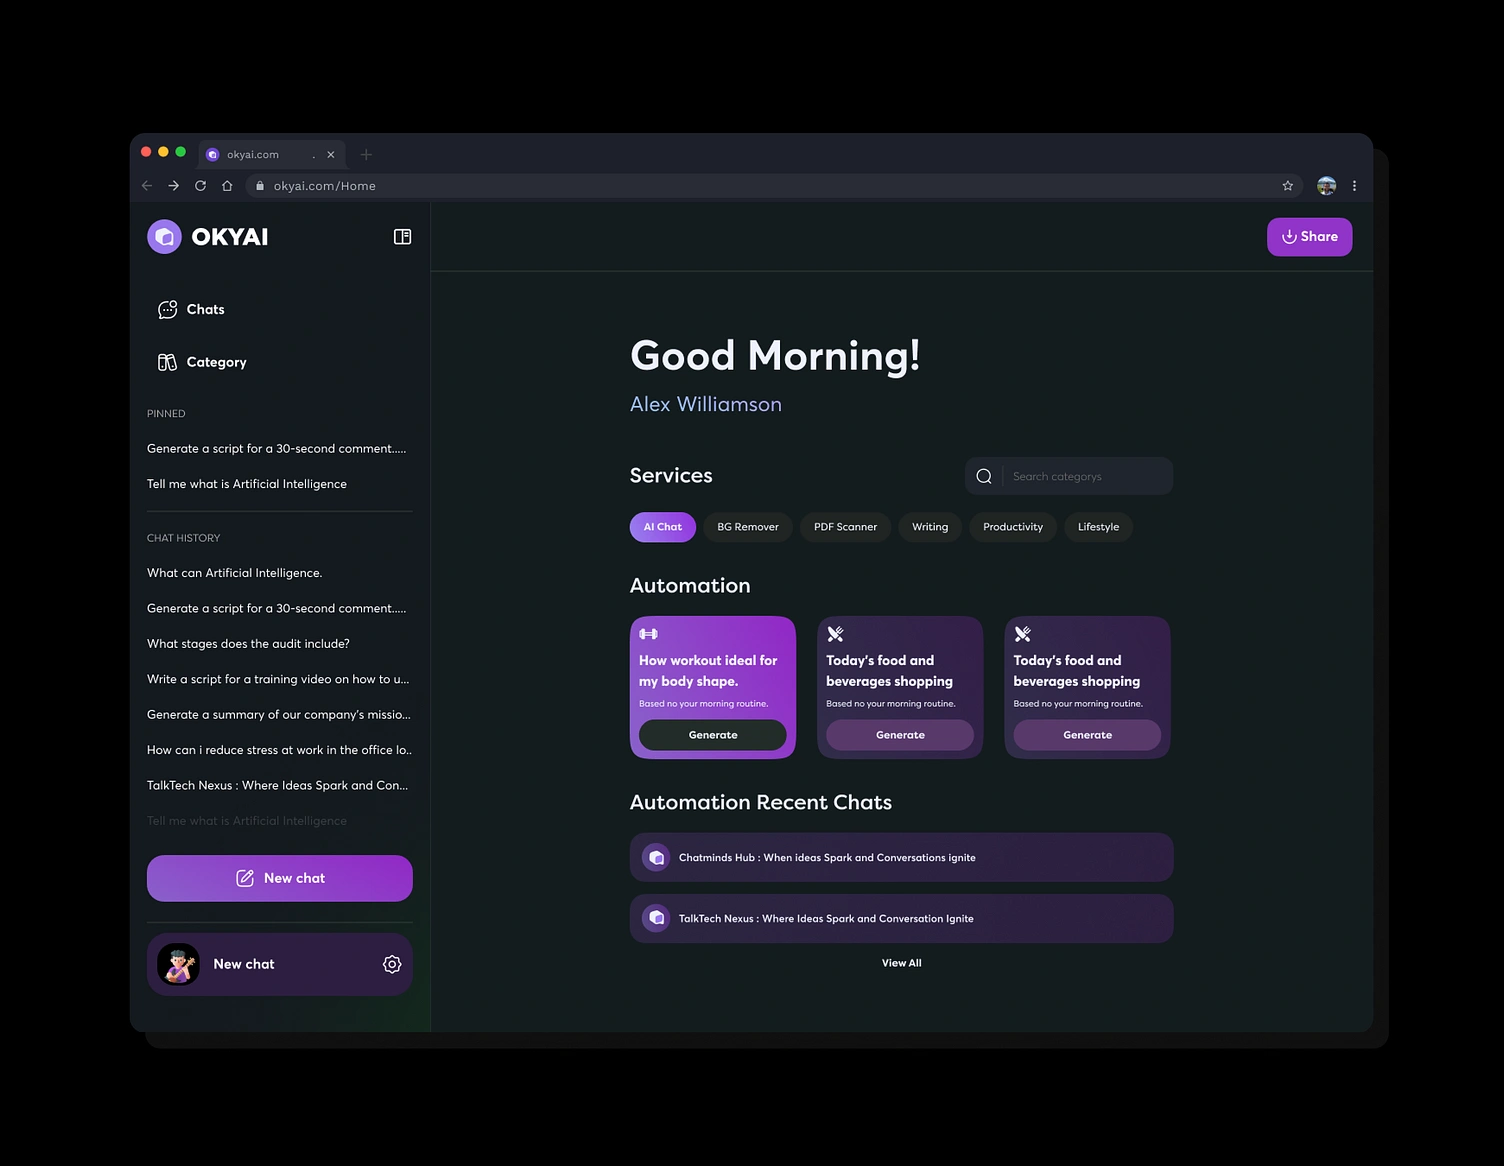 okyai.com
okyai.com/Home
OKYAI
Share
Chats
Category
PINNED
Generate a script for a 30-second comment.....
Tell me what is Artificial Intelligence
CHAT HISTORY
What can Artificial Intelligence.
Generate a script for a 30-second comment.....
What stages does the audit include?
Write a script for a training video on how to u...
Generate a summary of our company's missio...
How can i reduce stress at work in the office lo..
TalkTech Nexus : Where Ideas Spark and Con...
Tell me what is Artificial Intelligence
New chat
New chat
Good Morning!
Alex Williamson
Services
Search categorys
AI Chat
BG Remover
PDF Scanner
Writing
Productivity
Lifestyle
Automation
How workout ideal for
my body shape.
Based no your morning routine.
Generate
Today's food and
beverages shopping
Based no your morning routine.
Generate
Today's food and
beverages shopping
Based no your morning routine.
Generate
Automation Recent Chats
Chatminds Hub : When ideas Spark and Conversations ignite
TalkTech Nexus : Where Ideas Spark and Conversation Ignite
View All